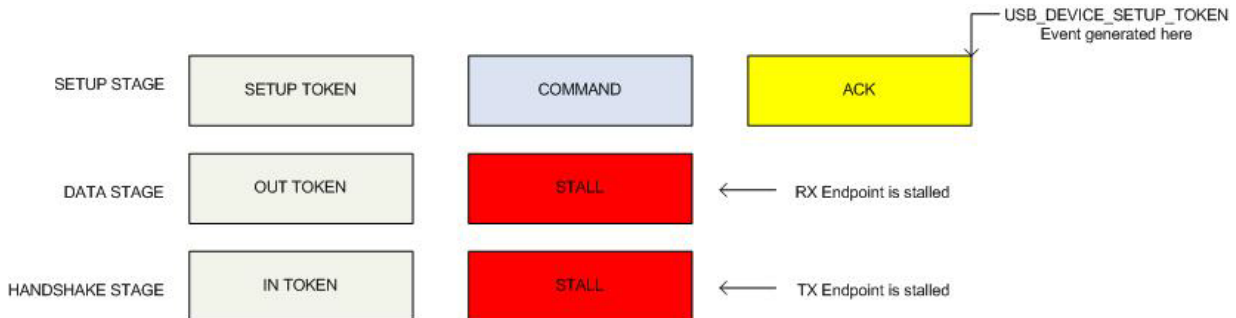 USB_DEVICE_SETUP_TOKEN
Event generated here
SETUP STAGE SETUP TOKEN COMMAND ACK
DATA STAGE OUT TOKEN STALL RX Endpoint is stalled
HANDSHAKE STAGE IN TOKEN STALL TX Endpoint is stalled